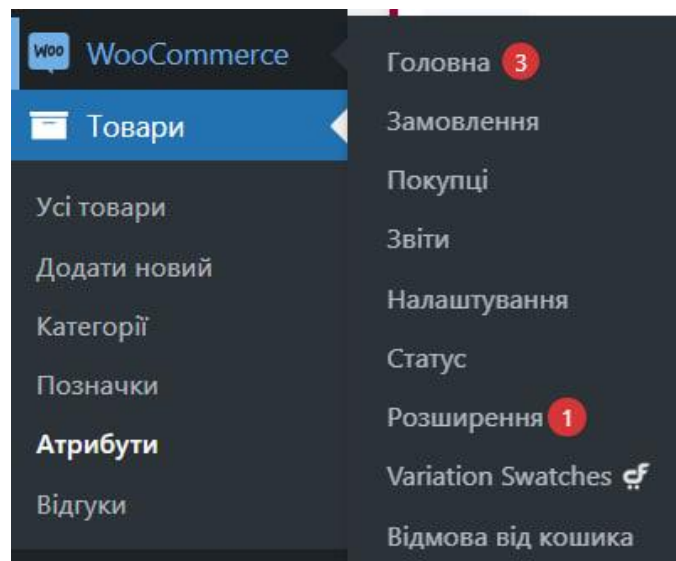 Woo WooCommerce
Товари
Усі товари
Додати новий
Категорії
Позначки
Атрибути
Відгуки
Головна 3
Замовлення
Покупці
Звіти
Налаштування
Статус
Розширення 1
Variation Swatches cf
Відмова від кошика